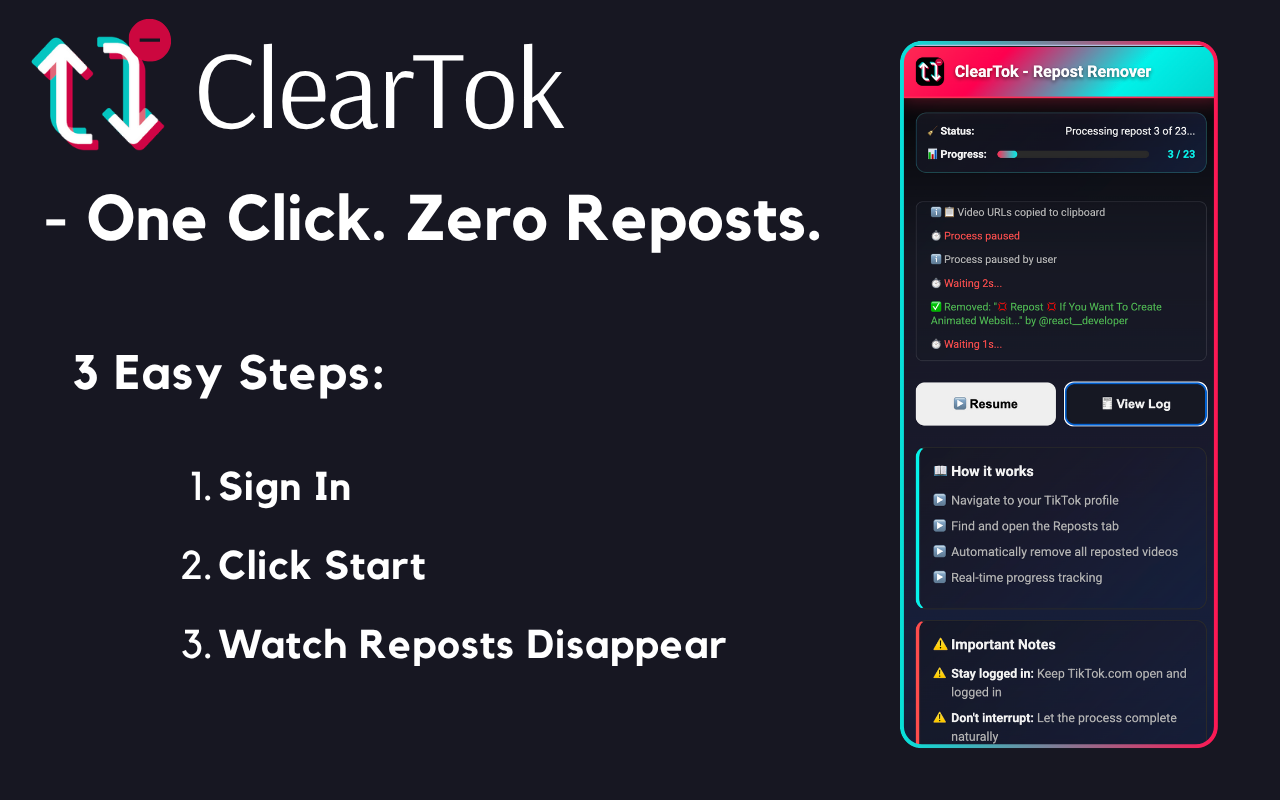 ClearTok
- One Click. Zero Reposts.
3 Easy Steps:
1. Sign In
2. Click Start
3. Watch Reposts Disappear
ClearTok - Repost Remover
Status: Processing repost 3 of 23...
Progress: 3 / 23
Video URLs copied to clipboard
Process paused
Process paused by user
Waiting 2s...
Removed: "💢 Repost 💢 If You Want To Create
Animated Websit..." by @react__developer
Waiting 1s...
Resume
View Log
How it works
Navigate to your TikTok profile
Find and open the Reposts tab
Automatically remove all reposted videos
Real-time progress tracking
Important Notes
Stay logged in: Keep TikTok.com open and
logged in
Don't interrupt: Let the process complete
naturally